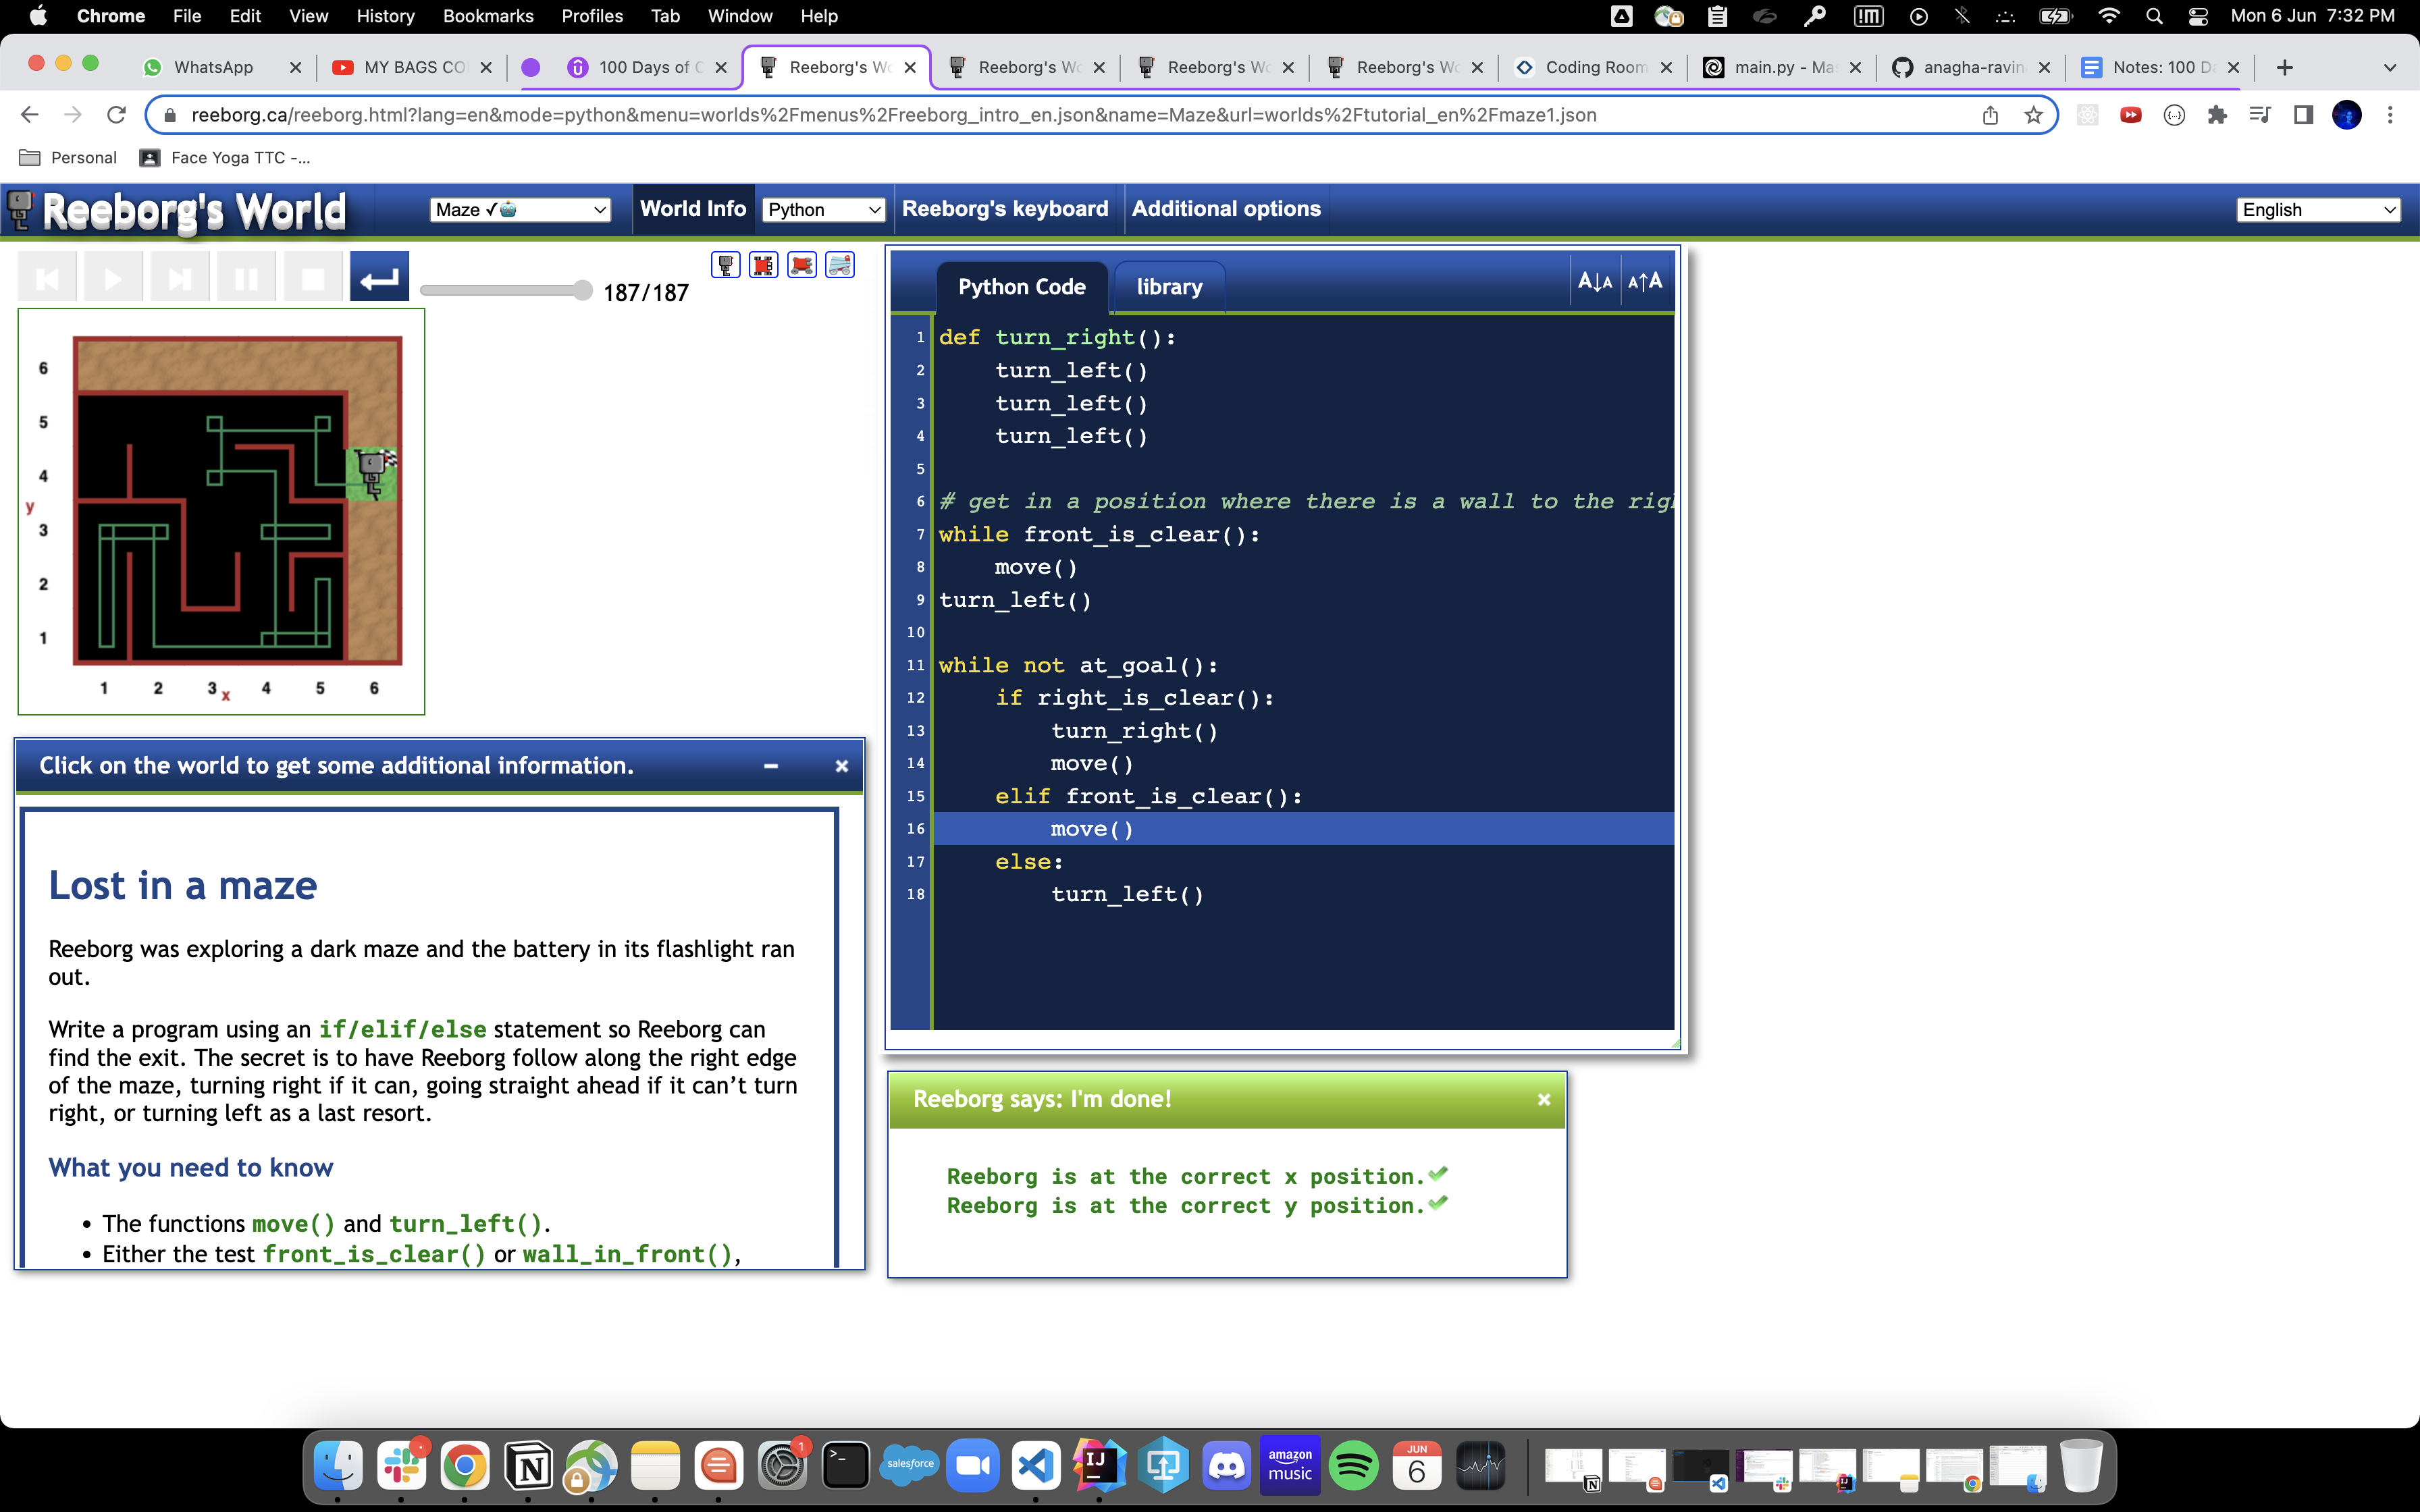 Chrome File Edit View History Bookmarks Profiles Tab Window Help Mon 6 Jun 7:32 PM
WhatsApp MY BAGS CO 100 Days of C Reeborg's Wo Reeborg's Wo Reeborg's Wo Reeborg's Wo Coding Room main.py - Ma anagha-ravin Notes: 100 Da
reeborg.ca/reeborg.html?lang=en&mode=python&menu=worlds%2Fmenus%2Freeborg_intro_en.json&name=Maze&url=worlds%2Ftutorial_en%2Fmaze1.json
Personal Face Yoga TTC -...
Reeborg's World Maze ✓🤖 World Info Python Reeborg's keyboard Additional options English
187/187
6
5
4
y
3
2
1
1 2 3 x 4 5 6
Click on the world to get some additional information.
Lost in a maze
Reeborg was exploring a dark maze and the battery in its flashlight ran
out.
Write a program using an if/elif/else statement so Reeborg can
find the exit. The secret is to have Reeborg follow along the right edge
of the maze, turning right if it can, going straight ahead if it can’t turn
right, or turning left as a last resort.
What you need to know
• The functions move() and turn_left().
• Either the test front_is_clear() or wall_in_front(),
Python Code library A↓A A↑A
1 def turn_right():
2 turn_left()
3 turn_left()
4 turn_left()
5
6 # get in a position where there is a wall to the righ
7 while front_is_clear():
8 move()
9 turn_left()
10
11 while not at_goal():
12 if right_is_clear():
13 turn_right()
14 move()
15 elif front_is_clear():
16 move()
17 else:
18 turn_left()
Reeborg says: I'm done!
Reeborg is at the correct x position.✔
Reeborg is at the correct y position.✔
1 salesforce IJ amazon music JUN 6